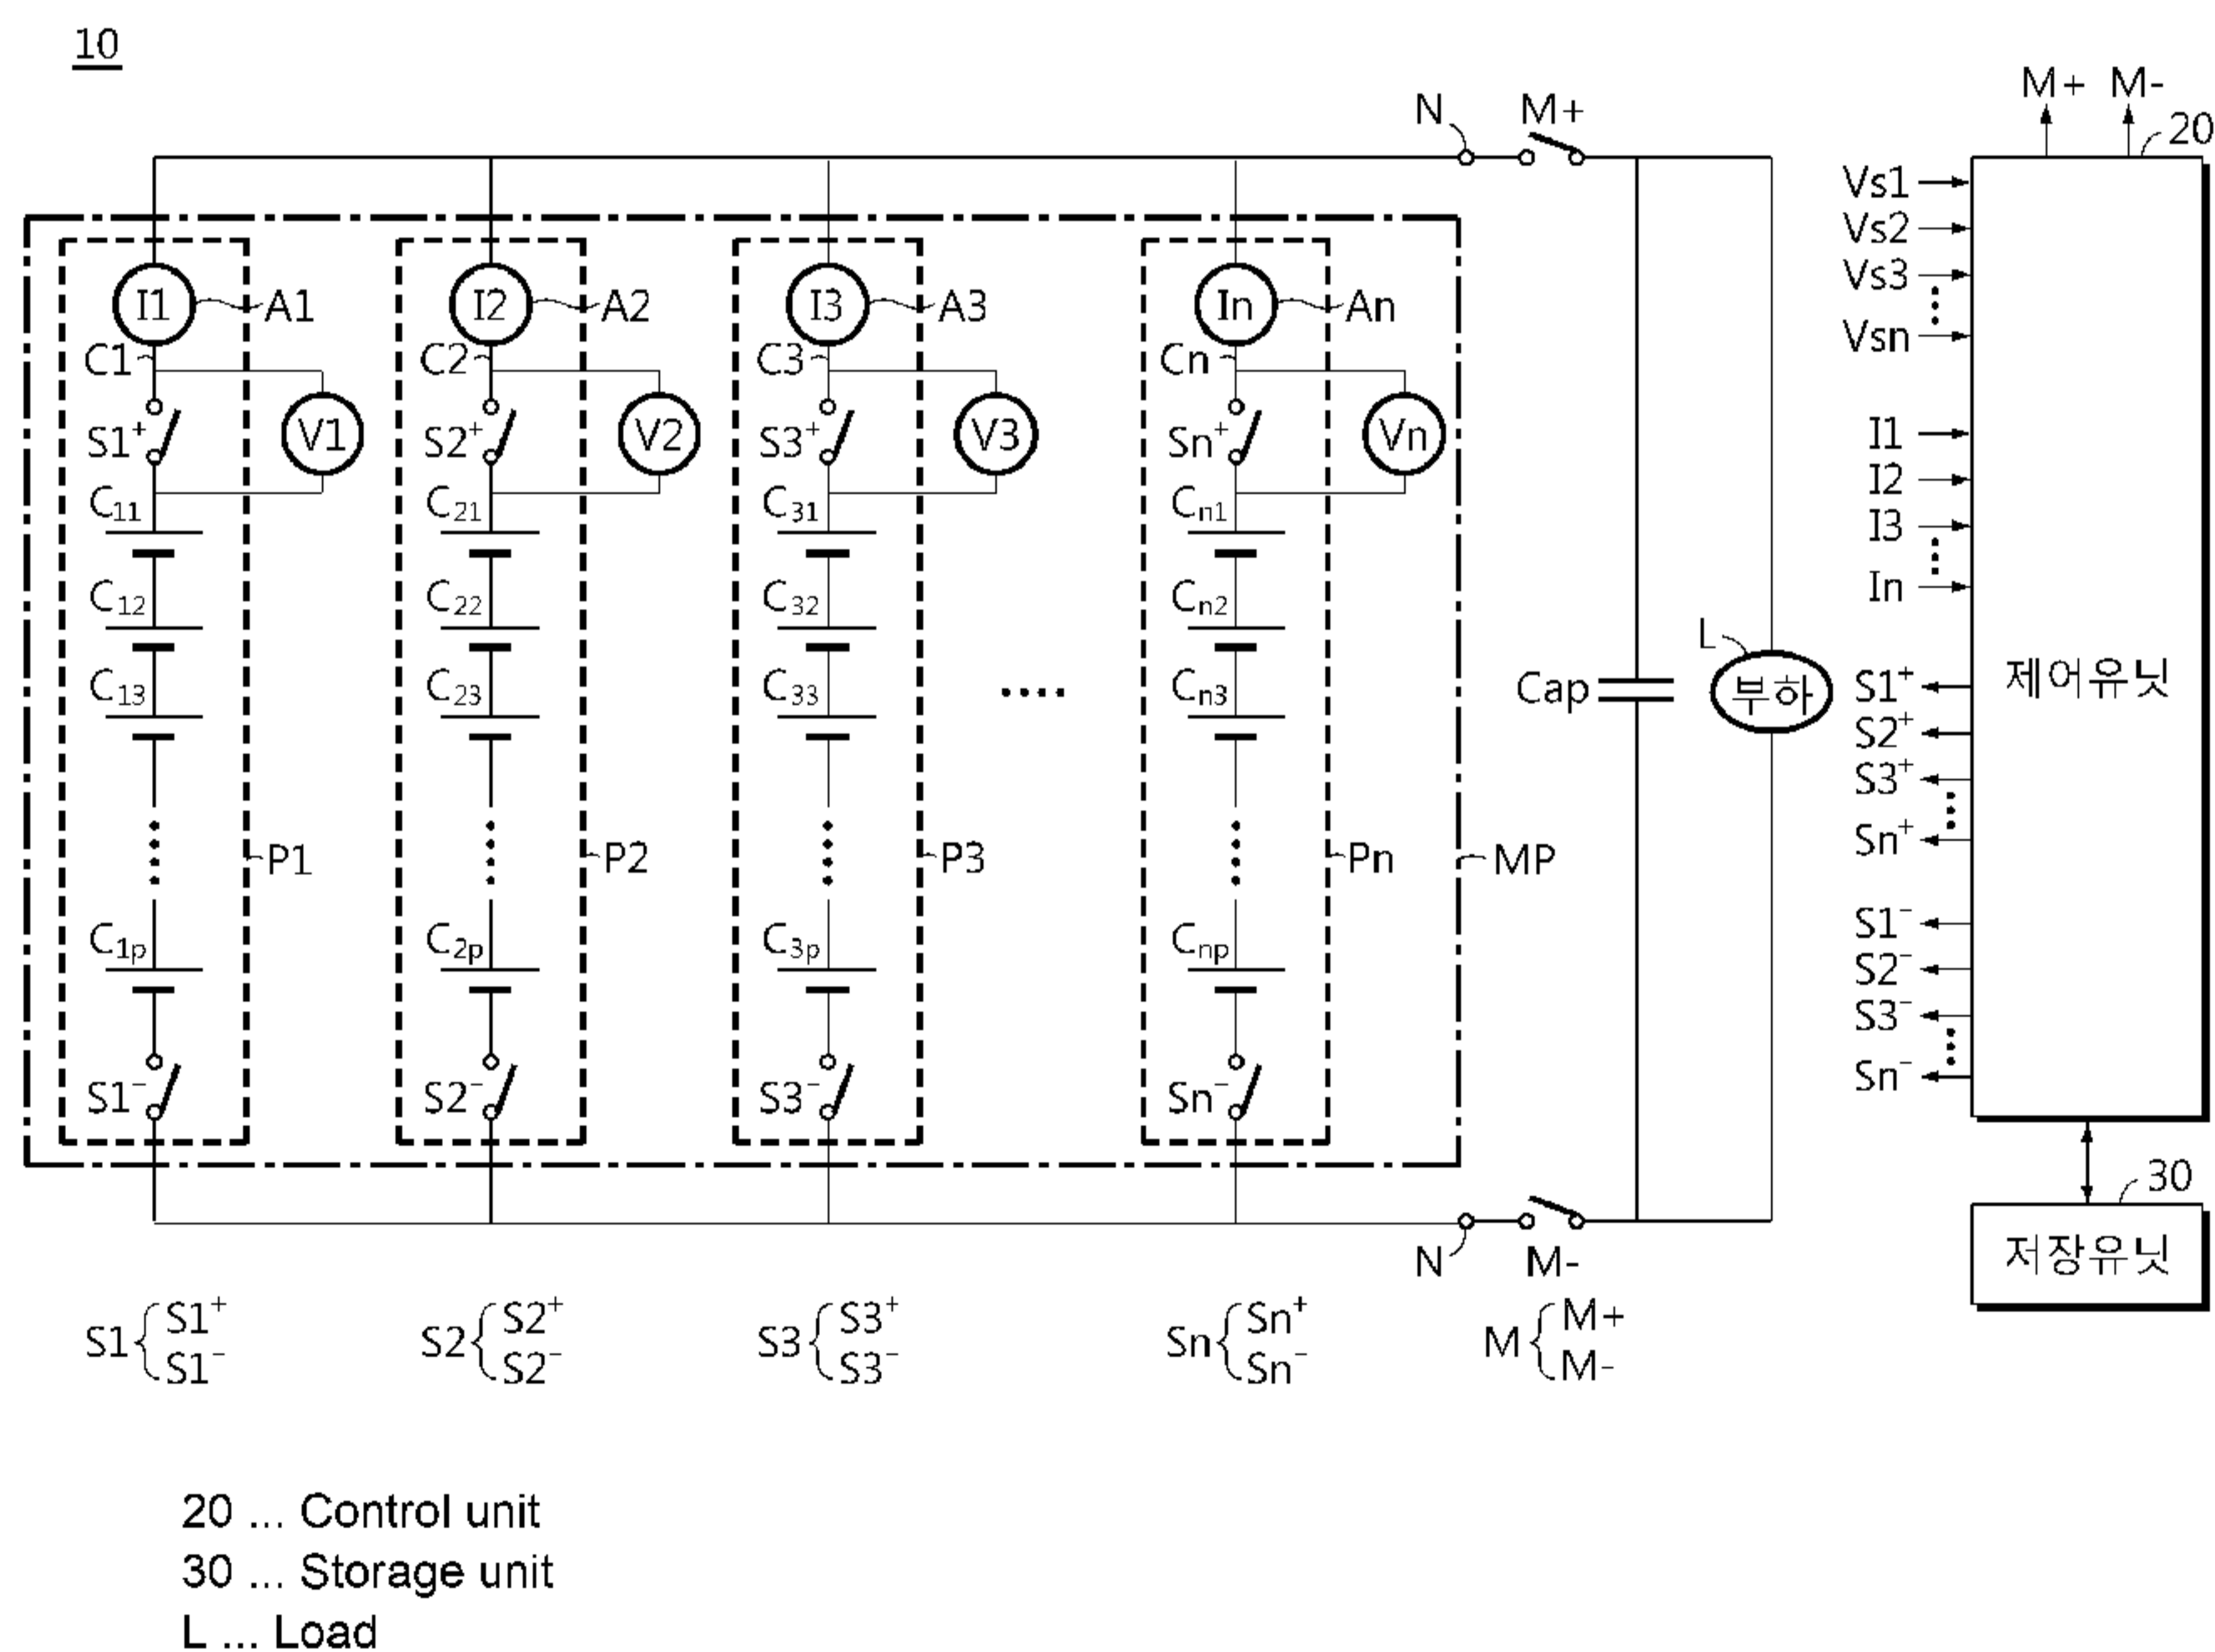 10
N M+
M+ M-
20
I1 A1 I2 A2 I3 A3 In An
C1 C2 C3 Cn
S1⁺ V1 S2⁺ V2 S3⁺ V3 Sn⁺ Vn
C₁₁ C₂₁ C₃₁ Cₙ₁
C₁₂ C₂₂ C₃₂ Cₙ₂
C₁₃ C₂₃ C₃₃ ···· Cₙ₃
P1 P2 P3 Pn MP
C₁ₚ C₂ₚ C₃ₚ Cₙₚ
S1⁻ S2⁻ S3⁻ Sn⁻
N M-
Cap
L
부하
Vs1
Vs2
Vs3
Vsn
I1
I2
I3
In
S1⁺
S2⁺
S3⁺
Sn⁺
S1⁻
S2⁻
S3⁻
Sn⁻
제어유닛
30
저장유닛
S1 { S1⁺ S1⁻
S2 { S2⁺ S2⁻
S3 { S3⁺ S3⁻
Sn { Sn⁺ Sn⁻
M { M+ M-
20 ... Control unit
30 ... Storage unit
L ... Load